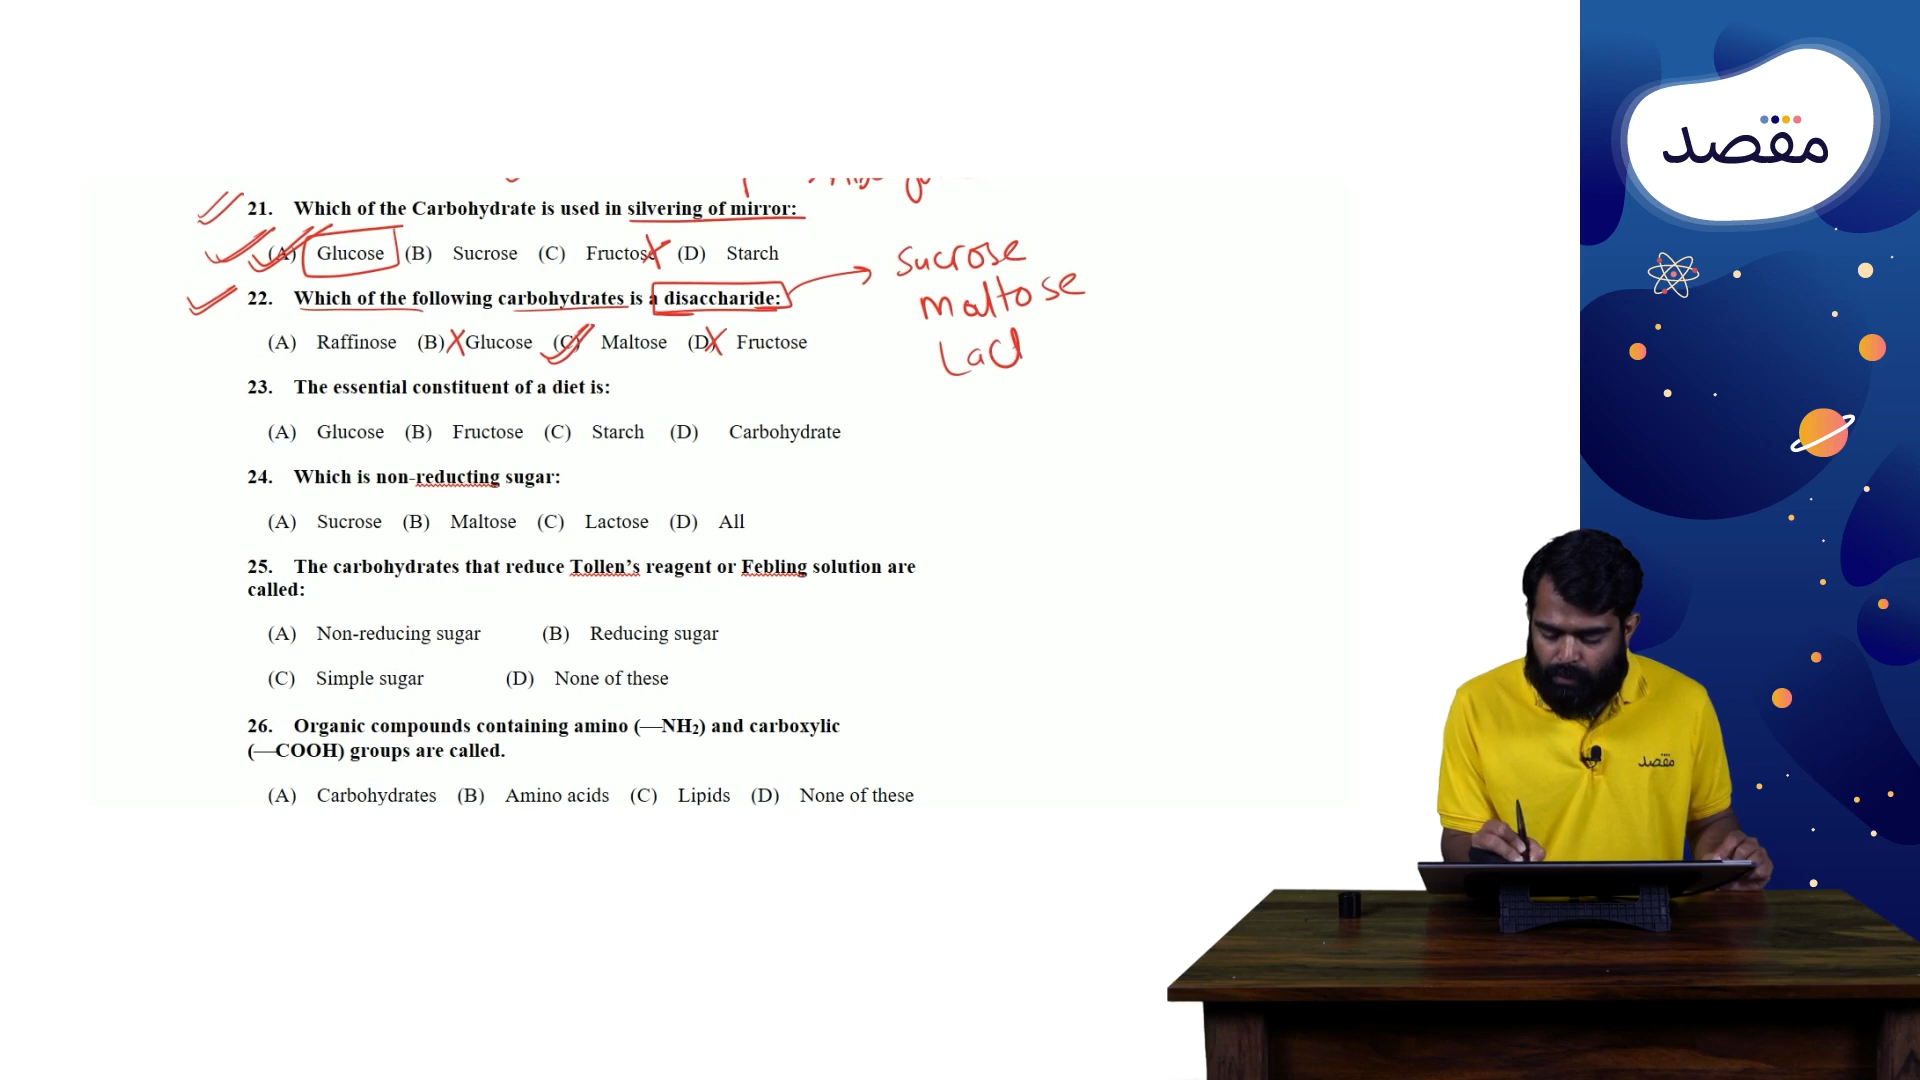 مقصد
21. Which of the Carbohydrate is used in silvering of mirror:
(A) Glucose (B) Sucrose (C) Fructose (D) Starch
22. Which of the following carbohydrates is a disaccharide:
(A) Raffinose (B) Glucose (C) Maltose (D) Fructose
Sucrose
Maltose
Lact
23. The essential constituent of a diet is:
(A) Glucose (B) Fructose (C) Starch (D) Carbohydrate
24. Which is non-reducting sugar:
(A) Sucrose (B) Maltose (C) Lactose (D) All
25. The carbohydrates that reduce Tollen’s reagent or Febling solution are
called:
(A) Non-reducing sugar (B) Reducing sugar
(C) Simple sugar (D) None of these
26. Organic compounds containing amino (—NH₂) and carboxylic
(—COOH) groups are called.
(A) Carbohydrates (B) Amino acids (C) Lipids (D) None of these
مقصد